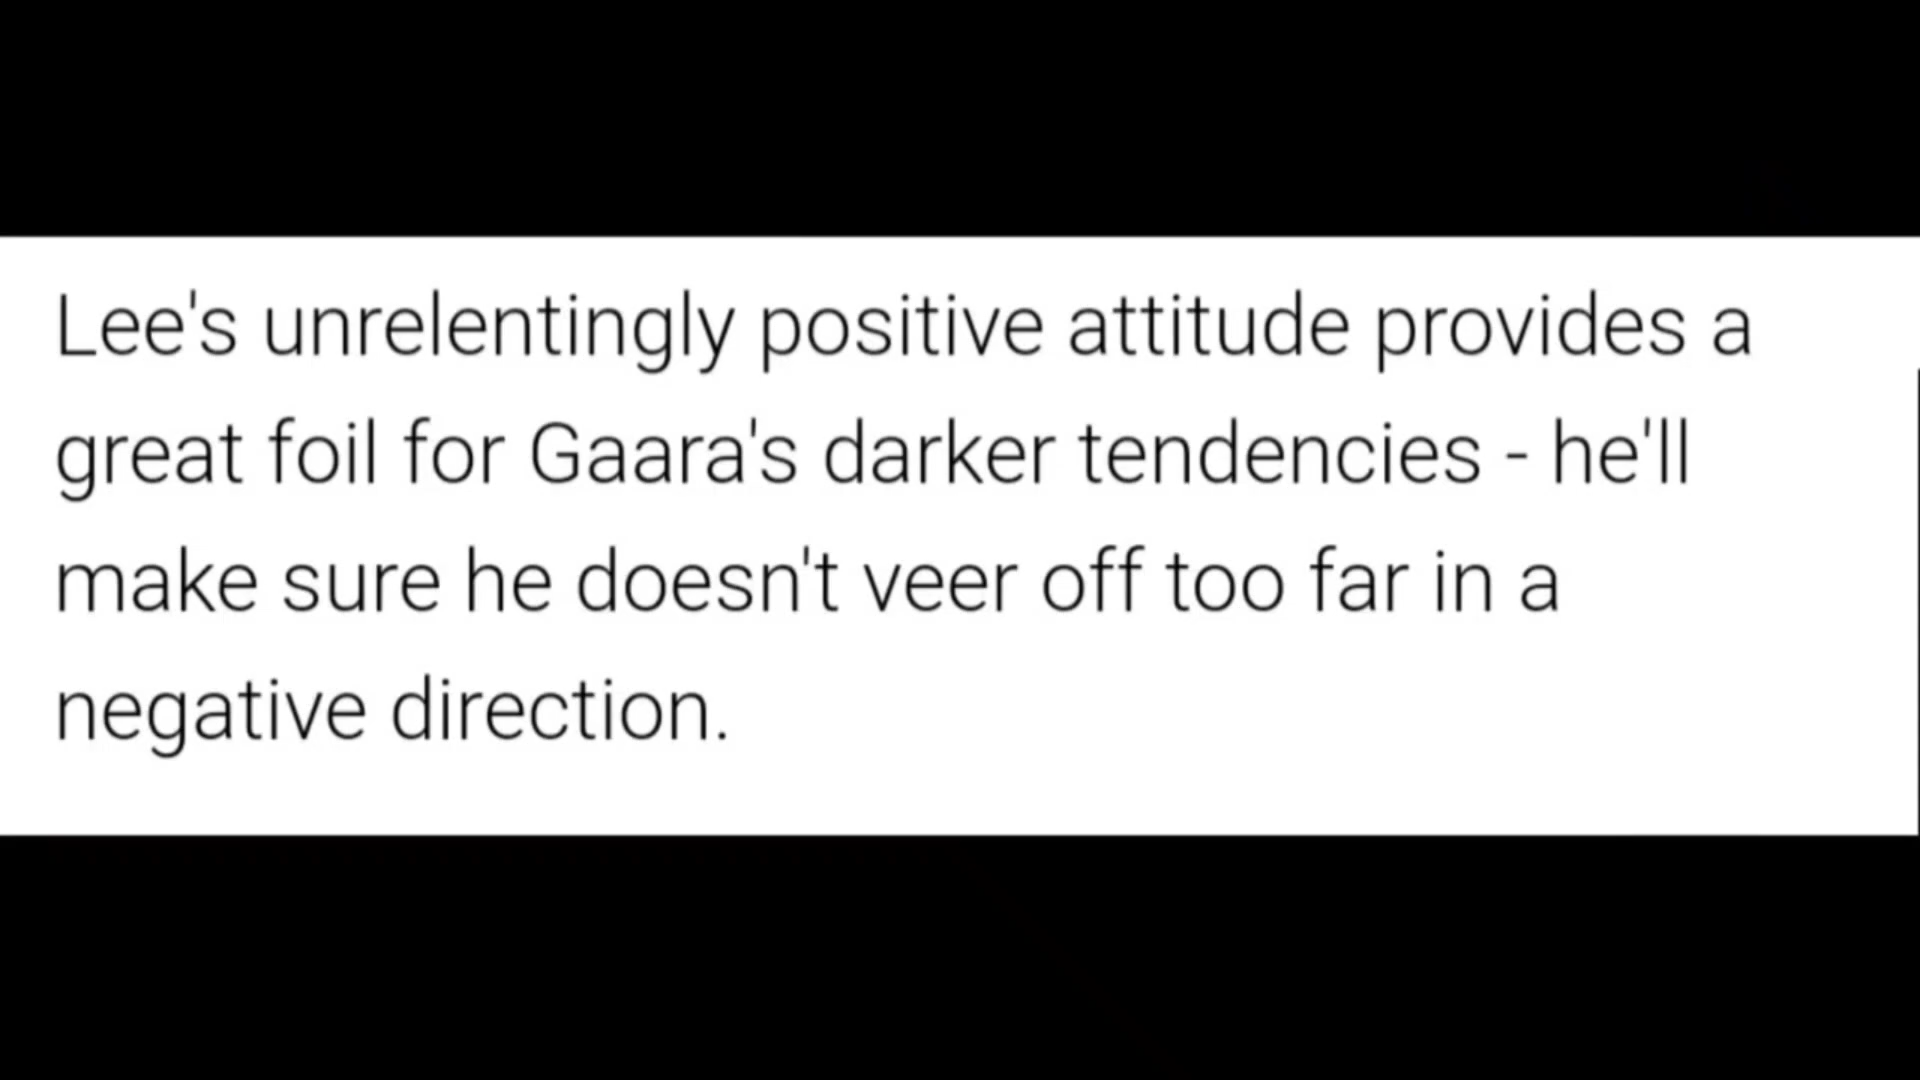 Lee's unrelentingly positive attitude provides a
great foil for Gaara's darker tendencies - he'll
make sure he doesn't veer off too far in a
negative direction.